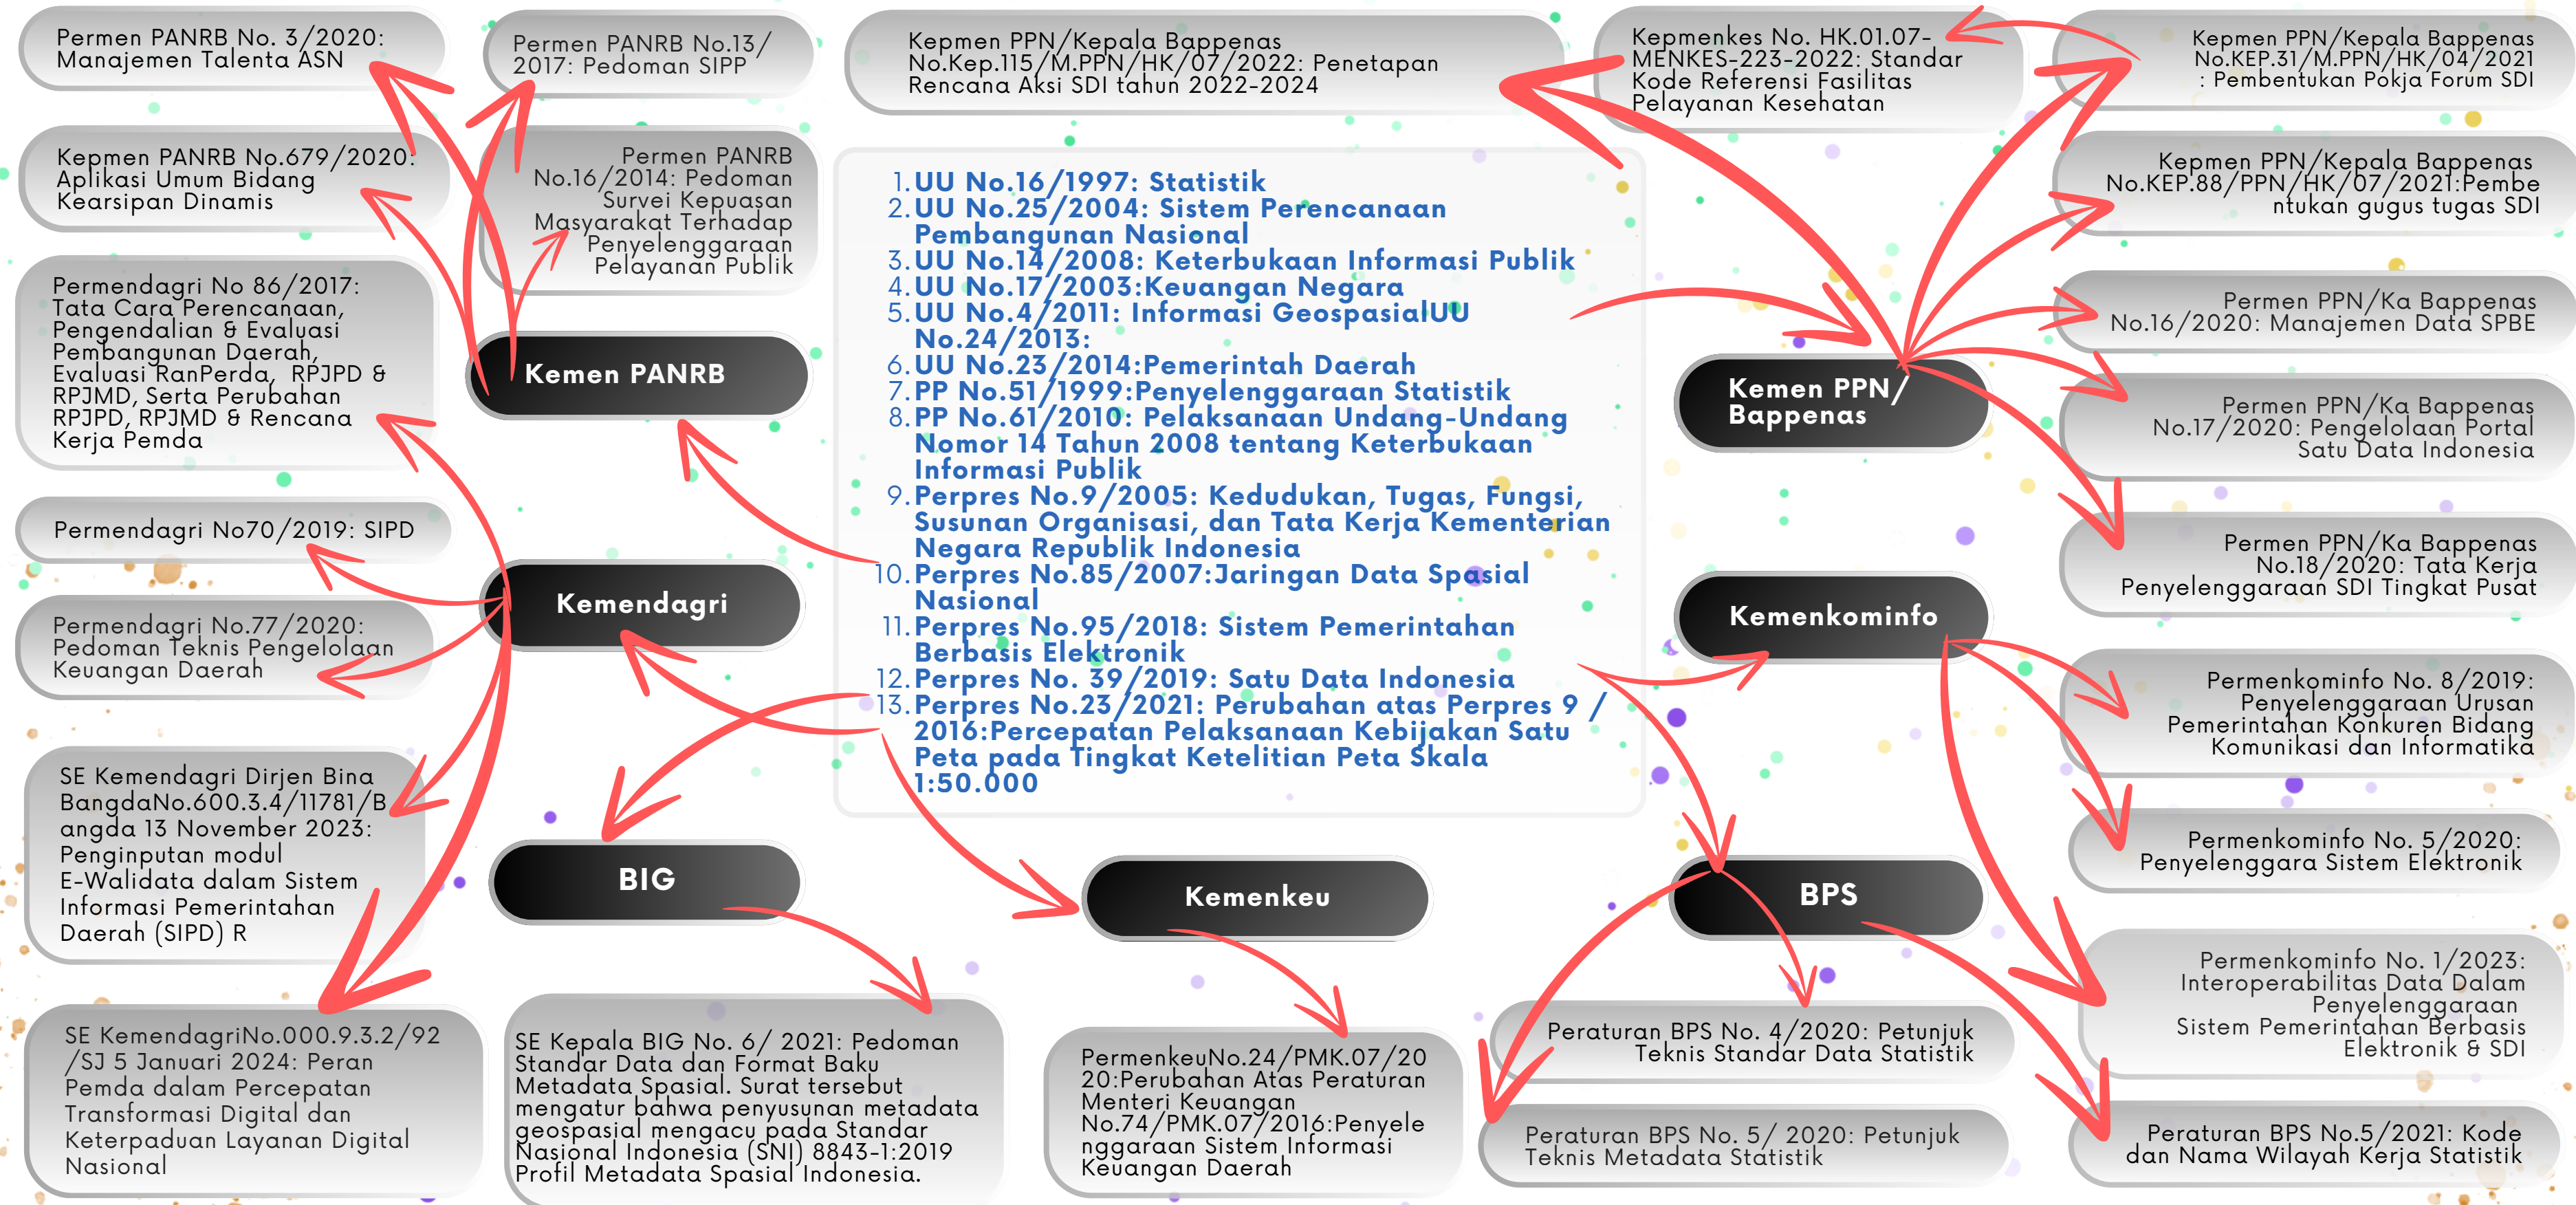 Permen PANRB No. 3/2020:
Manajemen Talenta ASN
Permen PANRB No.13/
2017: Pedoman SIPP
Kepmen PPN/Kepala Bappenas
No.Kep.115/M.PPN/HK/07/2022: Penetapan
Rencana Aksi SDI tahun 2022-2024
Kepmenkes No. HK.01.07-
MENKES-223-2022: Standar
Kode Referensi Fasilitas
Pelayanan Kesehatan
Kepmen PPN/Kepala Bappenas
No.KEP.31/M.PPN/HK/04/2021
: Pembentukan Pokja Forum SDI
Kepmen PANRB No.679/2020:
Aplikasi Umum Bidang
Kearsipan Dinamis
Permen PANRB
No.16/2014: Pedoman
Survei Kepuasan
Masyarakat Terhadap
Penyelenggaraan
Pelayanan Publik
Kepmen PPN/Kepala Bappenas
No.KEP.88/PPN/HK/07/2021:Pembe
ntukan gugus tugas SDI
Permendagri No 86/2017:
Tata Cara Perencanaan,
Pengendalian & Evaluasi
Pembangunan Daerah,
Evaluasi RanPerda, RPJPD &
RPJMD, Serta Perubahan
RPJPD, RPJMD & Rencana
Kerja Pemda
Kemen PANRB
1. UU No.16/1997: Statistik
2. UU No.25/2004: Sistem Perencanaan
Pembangunan Nasional
3. UU No.14/2008: Keterbukaan Informasi Publik
4. UU No.17/2003:Keuangan Negara
5. UU No.4/2011: Informasi GeospasialUU
No.24/2013:
6. UU No.23/2014:Pemerintah Daerah
7. PP No.51/1999:Penyelenggaraan Statistik
8. PP No.61/2010: Pelaksanaan Undang-Undang
Nomor 14 Tahun 2008 tentang Keterbukaan
Informasi Publik
9. Perpres No.9/2005: Kedudukan, Tugas, Fungsi,
Susunan Organisasi, dan Tata Kerja Kementerian
Negara Republik Indonesia
10. Perpres No.85/2007:Jaringan Data Spasial
Nasional
11. Perpres No.95/2018: Sistem Pemerintahan
Berbasis Elektronik
12. Perpres No. 39/2019: Satu Data Indonesia
13. Perpres No.23/2021: Perubahan atas Perpres 9 /
2016:Percepatan Pelaksanaan Kebijakan Satu
Peta pada Tingkat Ketelitian Peta Skala
1:50.000
Kemen PPN/
Bappenas
Permen PPN/Ka Bappenas
No.16/2020: Manajemen Data SPBE
Permen PPN/Ka Bappenas
No.17/2020: Pengelolaan Portal
Satu Data Indonesia
Permen PPN/Ka Bappenas
No.18/2020: Tata Kerja
Penyelenggaraan SDI Tingkat Pusat
Permendagri No70/2019: SIPD
Kemendagri
Kemenkominfo
Permendagri No.77/2020:
Pedoman Teknis Pengelolaan
Keuangan Daerah
Permenkominfo No. 8/2019:
Penyelenggaraan Urusan
Pemerintahan Konkuren Bidang
Komunikasi dan Informatika
SE Kemendagri Dirjen Bina
BangdaNo.600.3.4/11781/B
angda 13 November 2023:
Penginputan modul
E-Walidata dalam Sistem
Informasi Pemerintahan
Daerah (SIPD) R
BIG
Kemenkeu
BPS
Permenkominfo No. 5/2020:
Penyelenggara Sistem Elektronik
Permenkominfo No. 1/2023:
Interoperabilitas Data Dalam
Penyelenggaraan
Sistem Pemerintahan Berbasis
Elektronik & SDI
SE KemendagriNo.000.9.3.2/92
/SJ 5 Januari 2024: Peran
Pemda dalam Percepatan
Transformasi Digital dan
Keterpaduan Layanan Digital
Nasional
SE Kepala BIG No. 6/ 2021: Pedoman
Standar Data dan Format Baku
Metadata Spasial. Surat tersebut
mengatur bahwa penyusunan metadata
geospasial mengacu pada Standar
Nasional Indonesia (SNI) 8843-1:2019
Profil Metadata Spasial Indonesia.
PermenkeuNo.24/PMK.07/20
20:Perubahan Atas Peraturan
Menteri Keuangan
No.74/PMK.07/2016:Penyele
nggaraan Sistem Informasi
Keuangan Daerah
Peraturan BPS No. 4/2020: Petunjuk
Teknis Standar Data Statistik
Peraturan BPS No. 5/ 2020: Petunjuk
Teknis Metadata Statistik
Peraturan BPS No.5/2021: Kode
dan Nama Wilayah Kerja Statistik